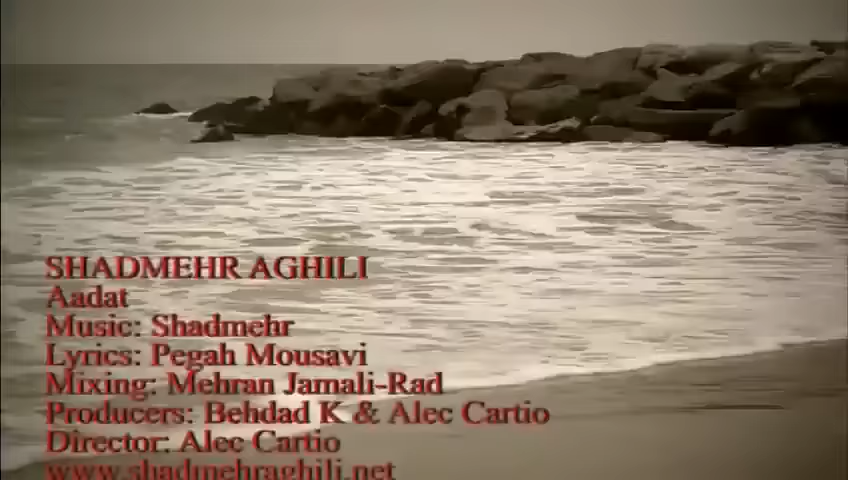 SHADMEHR AGHILI
Aadat
Music: Shadmehr
Lyrics: Pegah Mousavi
Mixing: Mehran Jamali-Rad
Producers: Behdad K & Alec Cartio
Director: Alec Cartio
www.shadmehraghili.net